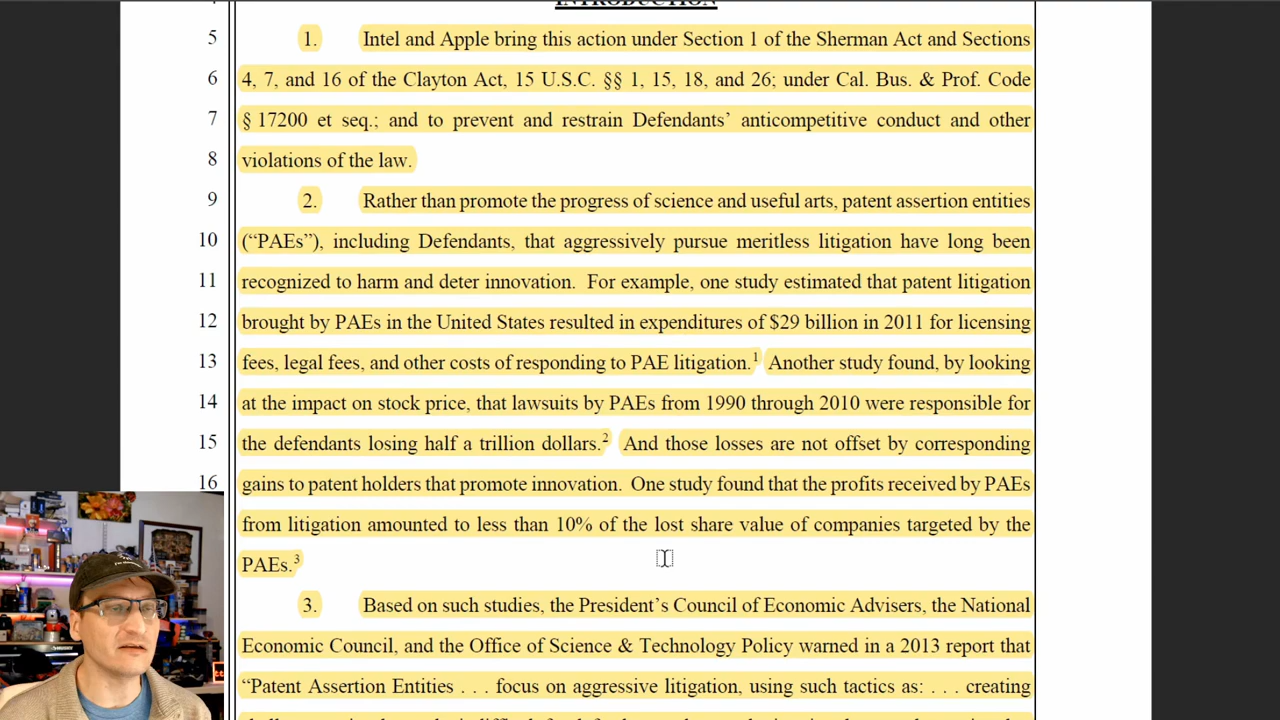 INTRODUCTION
5 1. Intel and Apple bring this action under Section 1 of the Sherman Act and Sections
6 4, 7, and 16 of the Clayton Act, 15 U.S.C. §§ 1, 15, 18, and 26; under Cal. Bus. & Prof. Code
7 § 17200 et seq.; and to prevent and restrain Defendants’ anticompetitive conduct and other
8 violations of the law.
9 2. Rather than promote the progress of science and useful arts, patent assertion entities
10 (“PAEs”), including Defendants, that aggressively pursue meritless litigation have long been
11 recognized to harm and deter innovation. For example, one study estimated that patent litigation
12 brought by PAEs in the United States resulted in expenditures of $29 billion in 2011 for licensing
13 fees, legal fees, and other costs of responding to PAE litigation.1 Another study found, by looking
14 at the impact on stock price, that lawsuits by PAEs from 1990 through 2010 were responsible for
15 the defendants losing half a trillion dollars.2 And those losses are not offset by corresponding
16 gains to patent holders that promote innovation. One study found that the profits received by PAEs
from litigation amounted to less than 10% of the lost share value of companies targeted by the
PAEs.3
3. Based on such studies, the President’s Council of Economic Advisers, the National
Economic Council, and the Office of Science & Technology Policy warned in a 2013 report that
“Patent Assertion Entities . . . focus on aggressive litigation, using such tactics as: . . . creating